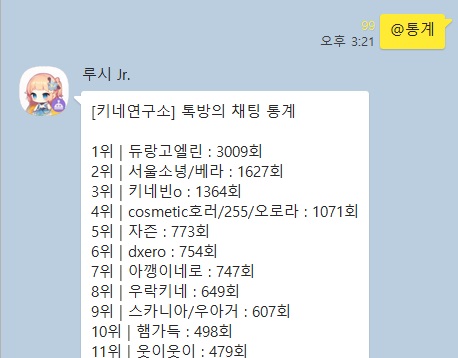 99
오후 3:21
@통계
루시 Jr.
[키네연구소] 톡방의 채팅 통계
1위 | 듀랑고엘린 : 3009회
2위 | 서울소녕/베라 : 1627회
3위 | 키네빈o : 1364회
4위 | cosmetic호러/255/오로라 : 1071회
5위 | 자즌 : 773회
6위 | dxero : 754회
7위 | 아깽이네로 : 747회
8위 | 우락키네 : 649회
9위 | 스카니아/우아거 : 607회
10위 | 햄가득 : 498회
11위 | 웃이웃이 : 479회